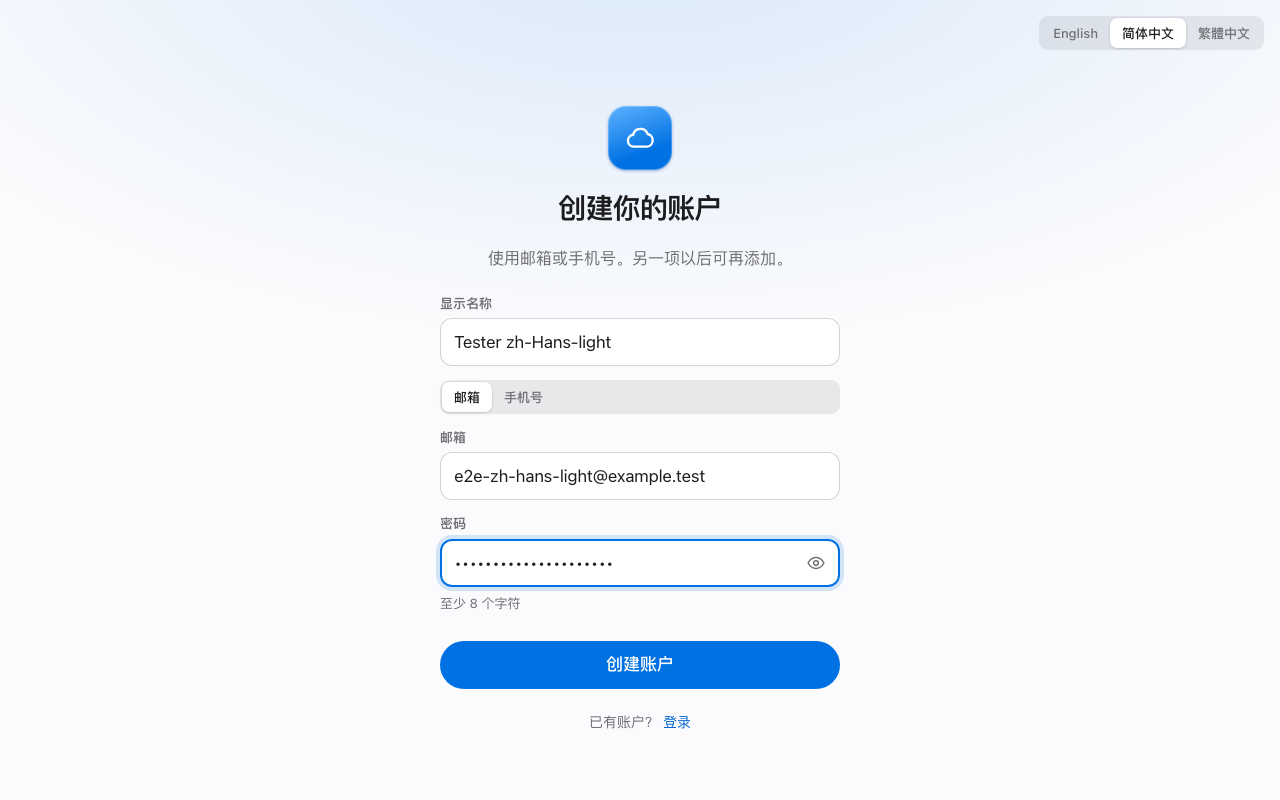 English 简体中文 繁體中文
创建你的账户
使用邮箱或手机号。另一项以后可再添加。
显示名称
Tester zh-Hans-light
邮箱 手机号
邮箱
e2e-zh-hans-light@example.test
密码
•••••••••••••••••••••
至少 8 个字符
创建账户
已有账户? 登录